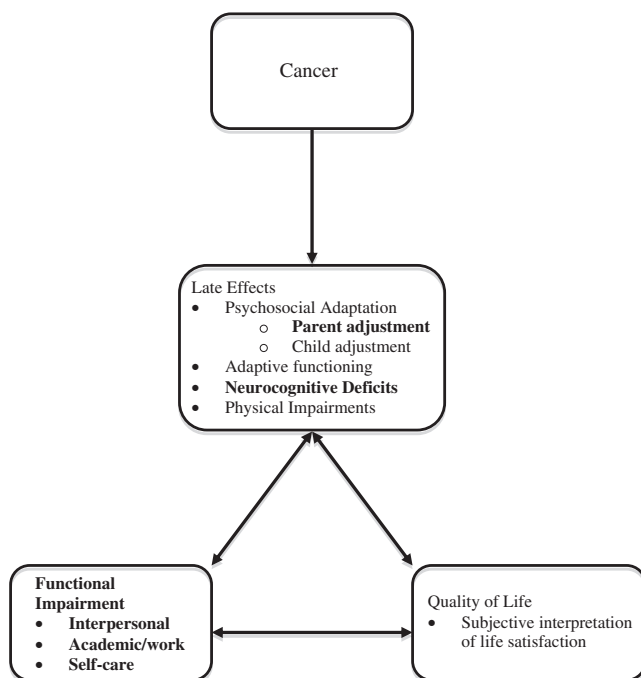 Cancer
Late Effects
• Psychosocial Adaptation
o Parent adjustment
o Child adjustment
• Adaptive functioning
• Neurocognitive Deficits
• Physical Impairments
Functional
Impairment
• Interpersonal
• Academic/work
• Self-care
Quality of Life
• Subjective interpretation
of life satisfaction